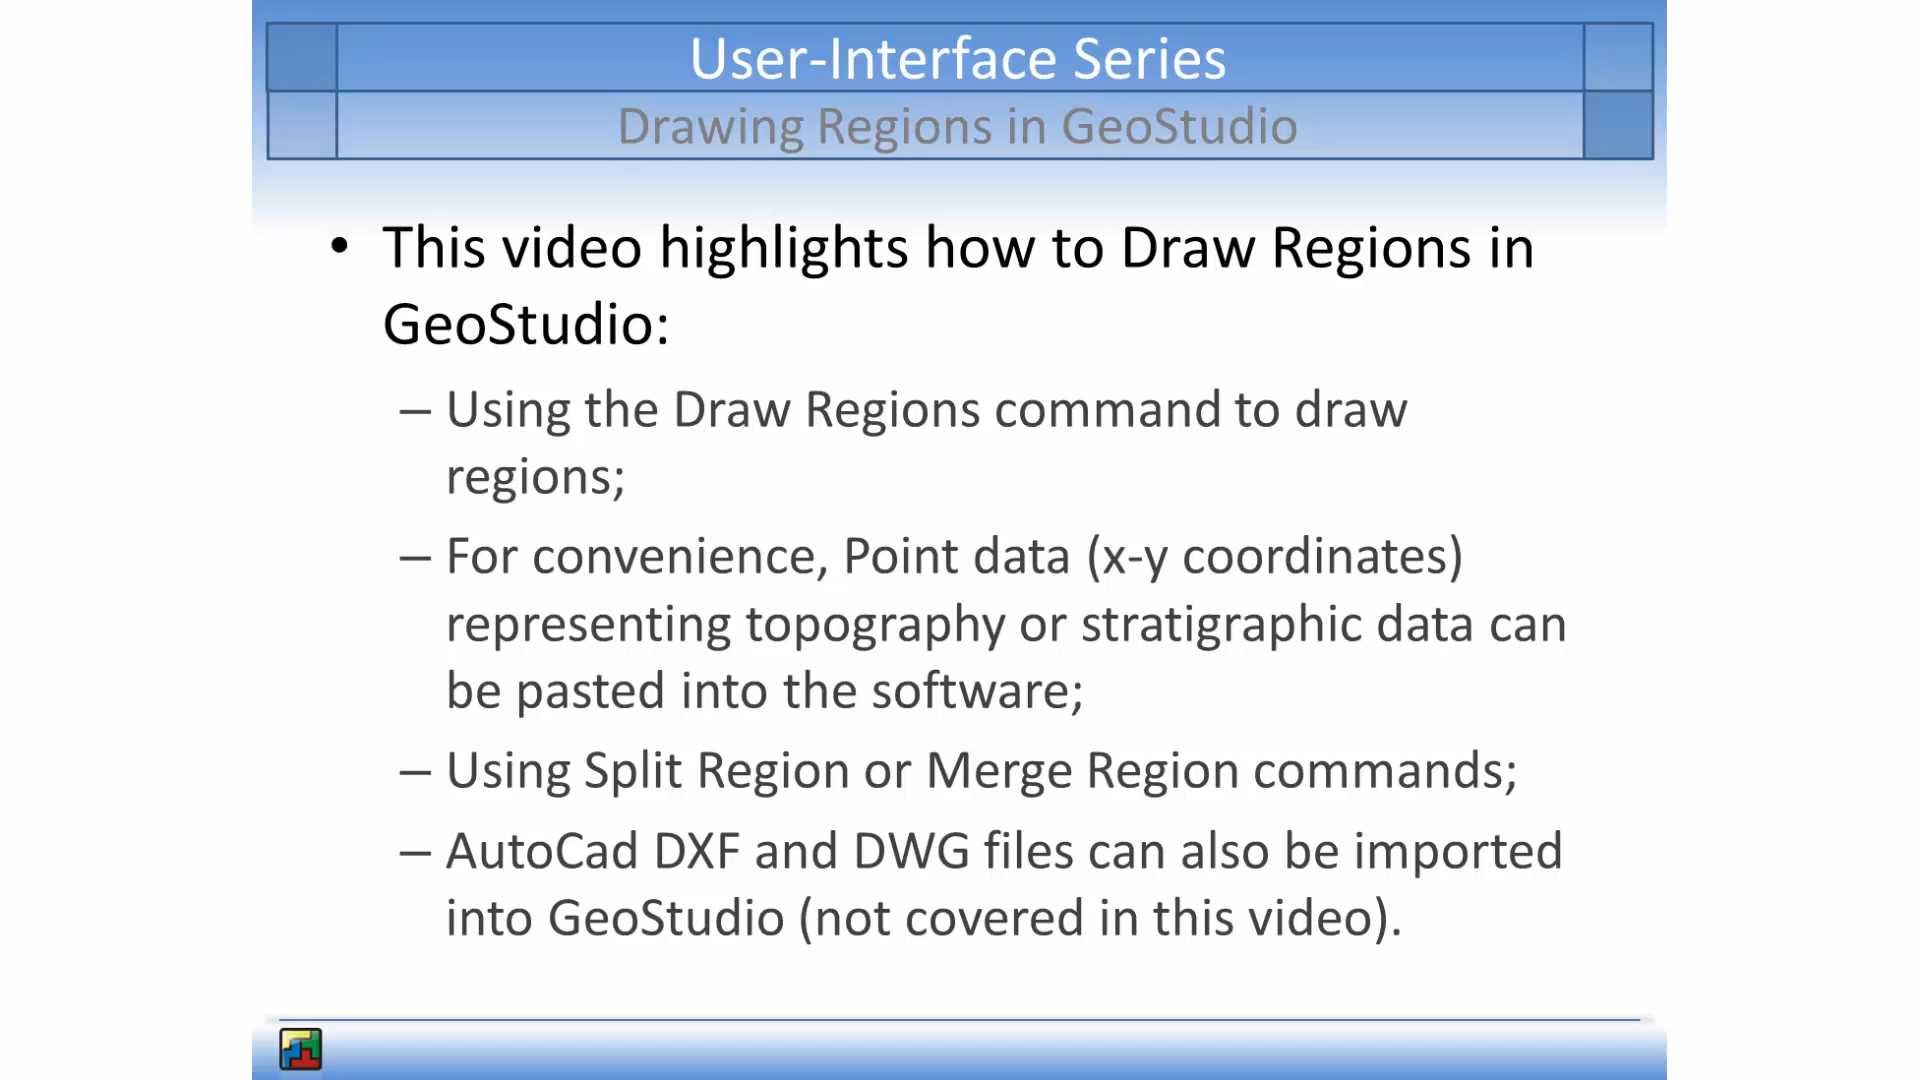 User-Interface Series
Drawing Regions in GeoStudio
• This video highlights how to Draw Regions in
GeoStudio:
– Using the Draw Regions command to draw
regions;
– For convenience, Point data (x-y coordinates)
representing topography or stratigraphic data can
be pasted into the software;
– Using Split Region or Merge Region commands;
– AutoCad DXF and DWG files can also be imported
into GeoStudio (not covered in this video).